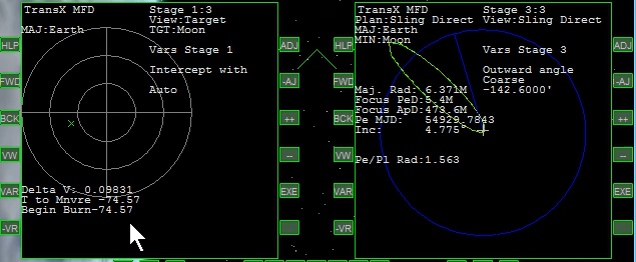 TransX MFD
Stage 1:3
View:Target
MAJ:Earth
TGT:Moon
Vars Stage 1
Intercept with
Auto
Delta V: 0.09831
T to Mnvre -74.57
Begin Burn-74.57
HLP
FWD
BCK
VW
VAR
-VR
ADJ
-AJ
++
--
EXE
TransX MFD
Stage 3:3
Plan:Sling Direct
View:Sling Direct
MAJ:Earth
MIN:Moon
Vars Stage 3
Outward angle
Coarse
-142.6000'
Maj. Rad: 6.371M
Focus PeD:5.4M
Focus ApD:473.6M
Pe MJD: 54929.7843
Inc: 4.775°
Pe/Pl Rad:1.563
HLP
FWD
BCK
VW
VAR
-VR
ADJ
-AJ
++
--
EXE